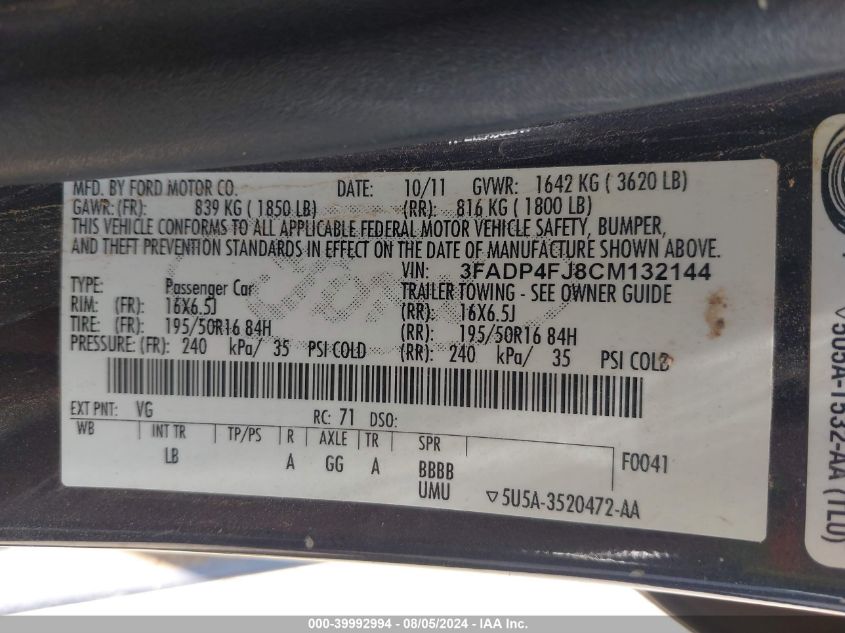 MFD. BY FORD MOTOR CO. DATE: 10/11 GVWR: 1642 KG ( 3620 LB)
GAWR: (FR): 839 KG ( 1850 LB) (RR): 816 KG ( 1800 LB)
THIS VEHICLE CONFORMS TO ALL APPLICABLE FEDERAL MOTOR VEHICLE SAFETY, BUMPER,
AND THEFT PREVENTION STANDARDS IN EFFECT ON THE DATE OF MANUFACTURE SHOWN ABOVE.
VIN: 3FADP4FJ8CM132144
TYPE: Passenger Car TRAILER TOWING - SEE OWNER GUIDE
RIM: (FR): 16X6.5J (RR): 16X6.5J
TIRE: (FR): 195/50R16 84H (RR): 195/50R16 84H
PRESSURE: (FR): 240 kPa/ 35 PSI COLD (RR): 240 kPa/ 35 PSI COLD
EXT PNT: VG RC: 71 DSO:
WB INT TR TP/PS R AXLE TR SPR
LB A GG A BBBB F0041
UMU ▽5U5A-3520472-AA
Ford
▽5U5A-1532-AA (TL0)
000-39992994 - 08/05/2024 - IAA Inc.